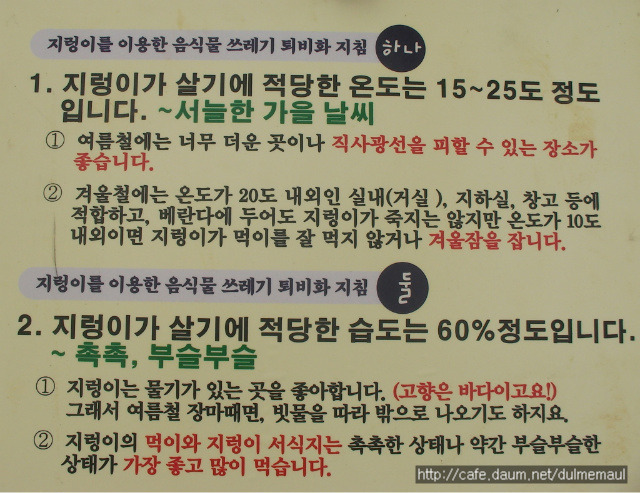 지렁이를 이용한 음식물 쓰레기 퇴비화 지침 하나
1. 지렁이가 살기에 적당한 온도는 15~25도 정도
입니다. ~서늘한 가을 날씨
① 여름철에는 너무 더운 곳이나 직사광선을 피할 수 있는 장소가
좋습니다.
② 겨울철에는 온도가 20도 내외인 실내(거실), 지하실, 창고 등에
적합하고, 베란다에 두어도 지렁이가 죽지는 않지만 온도가 10도
내외이면 지렁이가 먹이를 잘 먹지 않거나 겨울잠을 잡니다.
지렁이를 이용한 음식물 쓰레기 퇴비화 지침 둘
2. 지렁이가 살기에 적당한 습도는 60%정도입니다.
~ 촉촉, 부슬부슬
① 지렁이는 물기가 있는 곳을 좋아합니다. (고향은 바다이고요!)
그래서 여름철 장마때면, 빗물을 따라 밖으로 나오기도 하지요.
② 지렁이의 먹이와 지렁이 서식지는 촉촉한 상태나 약간 부슬부슬한
상태가 가장 좋고 많이 먹습니다.
http://cafe.daum.net/dulmemaul